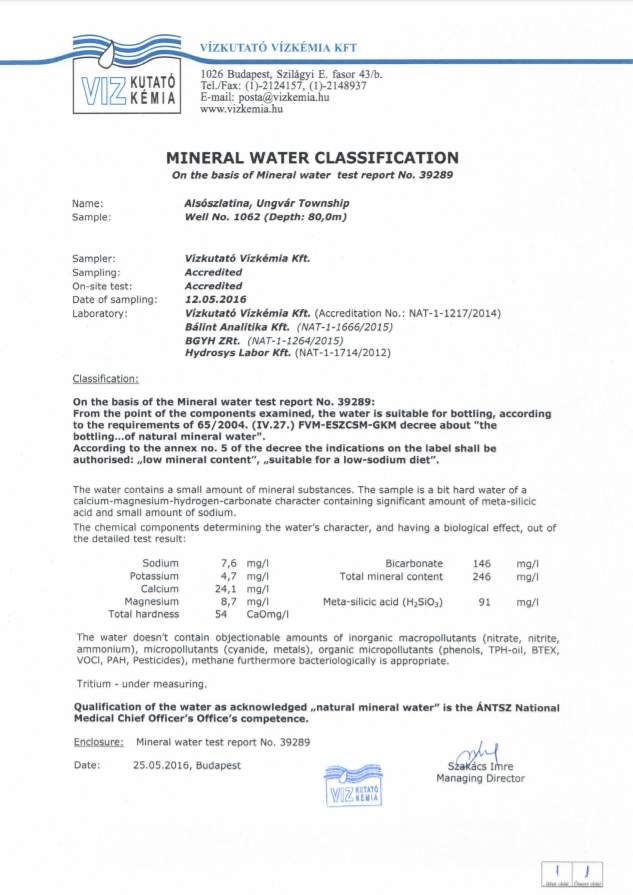 VÍZKUTATÓ VÍZKÉMIA KFT
VIZ KUTATÓ
KÉMIA
1026 Budapest, Szilágyi E. fasor 43/b.
Tel./Fax: (1)-2124157, (1)-2148937
E-mail: posta@vizkemia.hu
www.vizkemia.hu
MINERAL WATER CLASSIFICATION
On the basis of Mineral water test report No. 39289
Name: Alsószlatina, Ungvár Township
Sample: Well No. 1062 (Depth: 80,0m)
Sampler: Vízkutató Vízkémia Kft.
Sampling: Accredited
On-site test: Accredited
Date of sampling: 12.05.2016
Laboratory: Vízkutató Vízkémia Kft. (Accreditation No.: NAT-1-1217/2014)
Bálint Analitika Kft. (NAT-1-1666/2015)
BGYH ZRt. (NAT-1-1264/2015)
Hydrosys Labor Kft. (NAT-1-1714/2012)
Classification:
On the basis of the Mineral water test report No. 39289:
From the point of the components examined, the water is suitable for bottling, according
to the requirements of 65/2004. (IV.27.) FVM-ESZCSM-GKM decree about "the
bottling...of natural mineral water".
According to the annex no. 5 of the decree the indications on the label shall be
authorised: „low mineral content", „suitable for a low-sodium diet".
The water contains a small amount of mineral substances. The sample is a bit hard water of a
calcium-magnesium-hydrogen-carbonate character containing significant amount of meta-silicic
acid and small amount of sodium.
The chemical components determining the water's character, and having a biological effect, out of
the detailed test result:
Sodium 7,6 mg/l Bicarbonate 146 mg/l
Potassium 4,7 mg/l Total mineral content 246 mg/l
Calcium 24,1 mg/l
Magnesium 8,7 mg/l Meta-silicic acid (H₂SiO₃) 91 mg/l
Total hardness 54 CaOmg/l
The water doesn't contain objectionable amounts of inorganic macropollutants (nitrate, nitrite,
ammonium), micropollutants (cyanide, metals), organic micropollutants (phenols, TPH-oil, BTEX,
VOCl, PAH, Pesticides), methane furthermore bacteriologically is appropriate.
Tritium - under measuring.
Qualification of the water as acknowledged „natural mineral water" is the ÁNTSZ National
Medical Chief Officer's Office's competence.
Enclosure: Mineral water test report No. 39289
Date: 25.05.2016, Budapest
Szakács Imre
Managing Director
VIZ KUTATÓ
KÉMIA
1 1